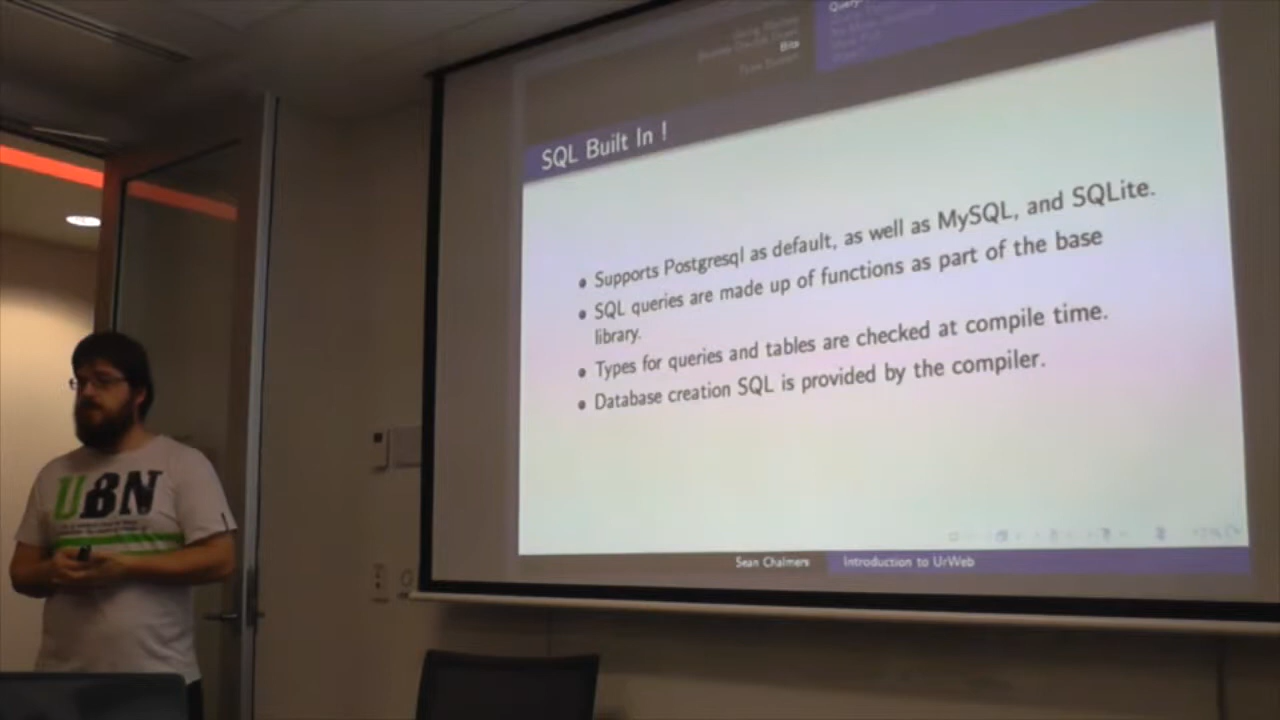 Bits
SQL Built In !
Supports Postgresql as default, as well as MySQL, and SQLite.
SQL queries are made up of functions as part of the base
library.
Types for queries and tables are checked at compile time.
Database creation SQL is provided by the compiler.
Sean Chalmers
Introduction to UrWeb
UBN